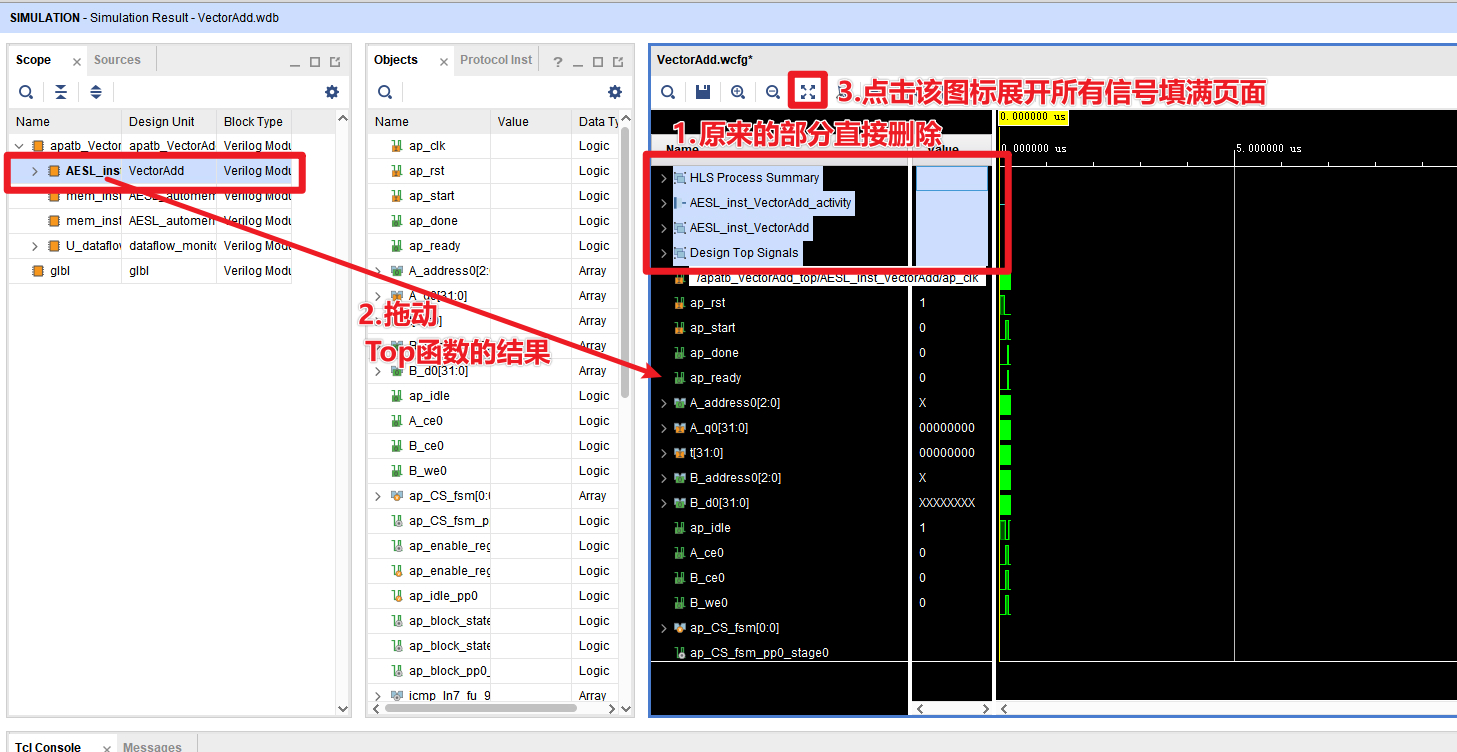 SIMULATION - Simulation Result - VectorAdd.wdb
Scope
Sources
Name Design Unit Block Type
apatb_Vector apatb_VectorAd Verilog Modu
AESL_inst VectorAdd Verilog Modu
mem_inst AESL_automem Verilog Modu
mem_inst AESL_automem Verilog Modu
U_dataflow dataflow_monito Verilog Modu
glbl glbl Verilog Modu
Objects
Protocol Inst
?
Name Value Data Ty
ap_clk Logic
ap_rst Logic
ap_start Logic
ap_done Logic
ap_ready Logic
A_address0[2: Array
A_q0[31:0] Array
Array
Array
B_d0[31:0] Array
ap_idle Logic
A_ce0 Logic
B_ce0 Logic
B_we0 Logic
ap_CS_fsm[0:0 Array
ap_CS_fsm_p Logic
ap_enable_reg Logic
ap_enable_reg Logic
ap_idle_pp0 Logic
ap_block_state Logic
ap_block_state Logic
ap_block_pp0_ Logic
icmp_ln7_fu_9 Array
2.拖动
Top函数的结果
VectorAdd.wcfg*
3.点击该图标展开所有信号填满页面
1.原来的部分直接删除
Name Value
0.000000 us
0.000000 us 5.000000 us
HLS Process Summary
AESL_inst_VectorAdd_activity
AESL_inst_VectorAdd
Design Top Signals
/apatb_VectorAdd_top/AESL_inst_VectorAdd/ap_clk
ap_rst 1
ap_start 0
ap_done 0
ap_ready 0
A_address0[2:0] X
A_q0[31:0] 00000000
t[31:0] 00000000
B_address0[2:0] X
B_d0[31:0] XXXXXXXX
ap_idle 1
A_ce0 0
B_ce0 0
B_we0 0
ap_CS_fsm[0:0]
ap_CS_fsm_pp0_stage0
Tcl Console
Messages